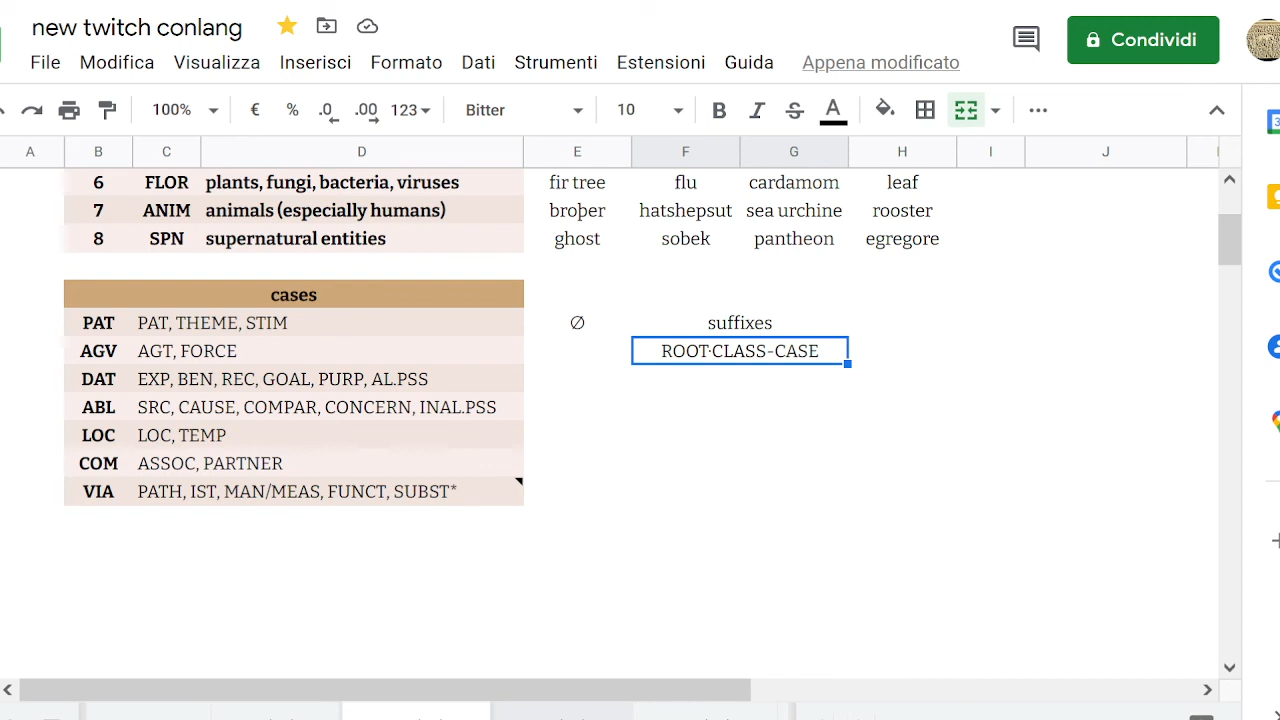 new twitch conlang
Condividi
File Modifica Visualizza Inserisci Formato Dati Strumenti Estensioni Guida Appena modificato
100% € % .0 .00 123 Bitter 10 B I S A
A B C D E F G H I J
6 FLOR plants, fungi, bacteria, viruses fir tree flu cardamom leaf
7 ANIM animals (especially humans) broþer hatshepsut sea urchine rooster
8 SPN supernatural entities ghost sobek pantheon egregore
cases
PAT PAT, THEME, STIM ∅ suffixes
AGV AGT, FORCE ROOT·CLASS-CASE
DAT EXP, BEN, REC, GOAL, PURP, AL.PSS
ABL SRC, CAUSE, COMPAR, CONCERN, INAL.PSS
LOC LOC, TEMP
COM ASSOC, PARTNER
VIA PATH, IST, MAN/MEAS, FUNCT, SUBST*